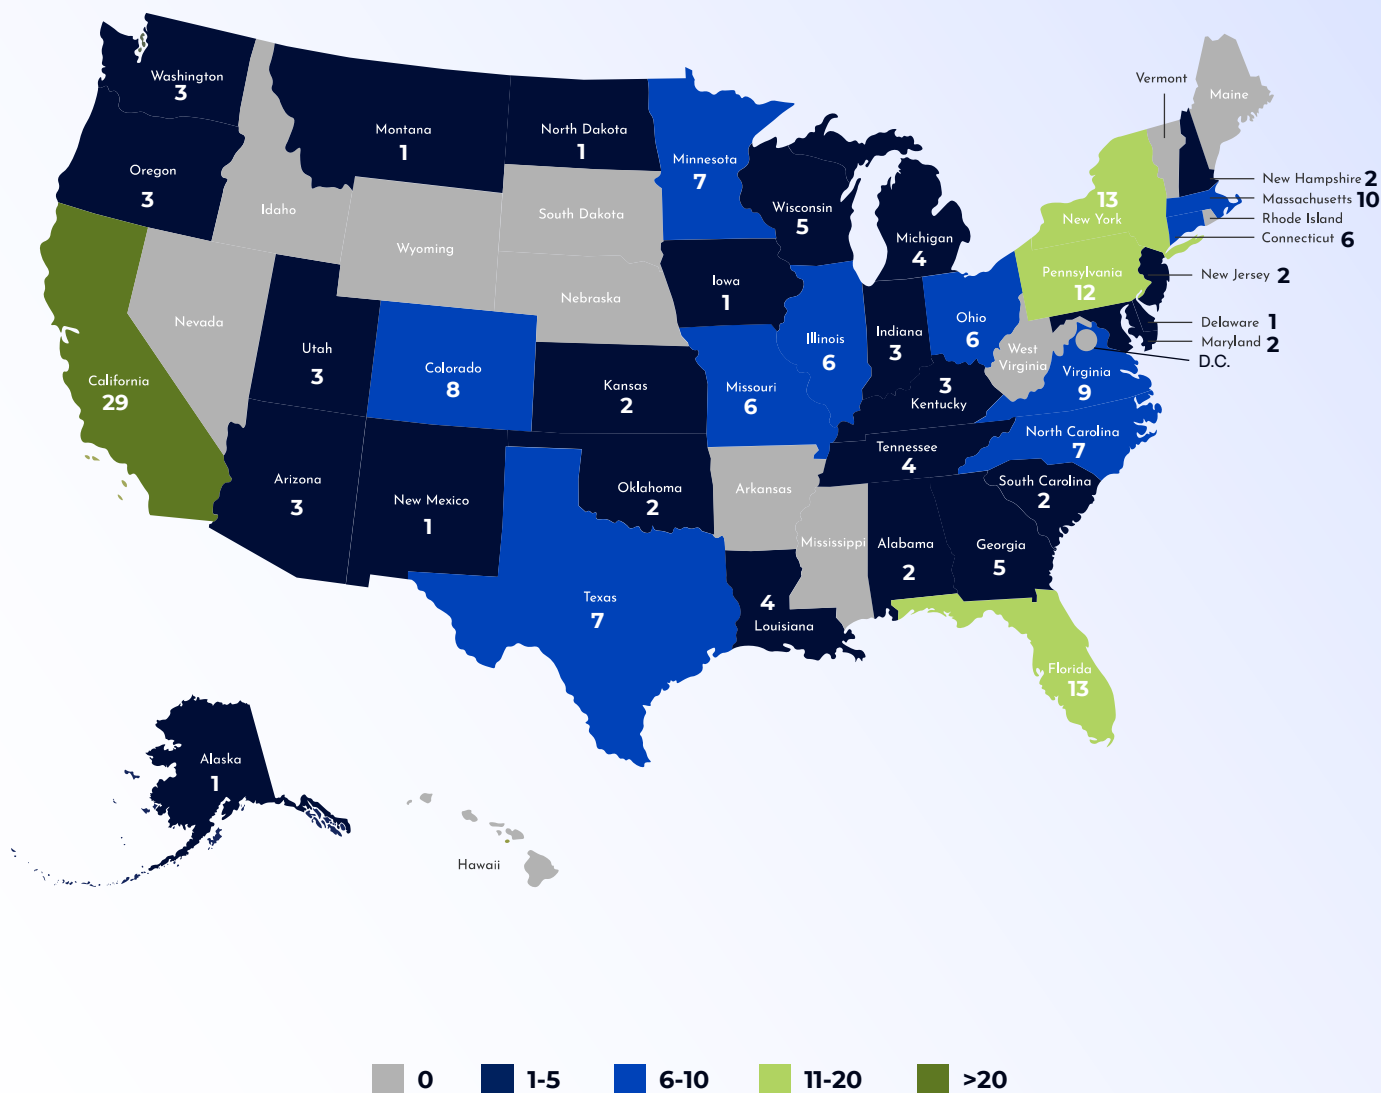 Washington
3
Oregon
3
California
29
Idaho
Nevada
Montana
1
Wyoming
Utah
3
Colorado
8
Arizona
3
New Mexico
1
North Dakota
1
South Dakota
Nebraska
Kansas
2
Oklahoma
2
Texas
7
Minnesota
7
Iowa
1
Missouri
6
Arkansas
4
Louisiana
Wisconsin
5
Illinois
6
Michigan
4
Indiana
3
Ohio
6
3
Kentucky
Tennessee
4
Mississippi
Alabama
2
Georgia
5
Florida
13
South Carolina
2
North Carolina
7
Virginia
9
West
Virginia
Pennsylvania
12
13
New York
Vermont
Maine
New Hampshire 2
Massachusetts 10
Rhode Island
Connecticut 6
New Jersey 2
Delaware 1
Maryland 2
D.C.
Alaska
1
Hawaii
0
1-5
6-10
11-20
>20